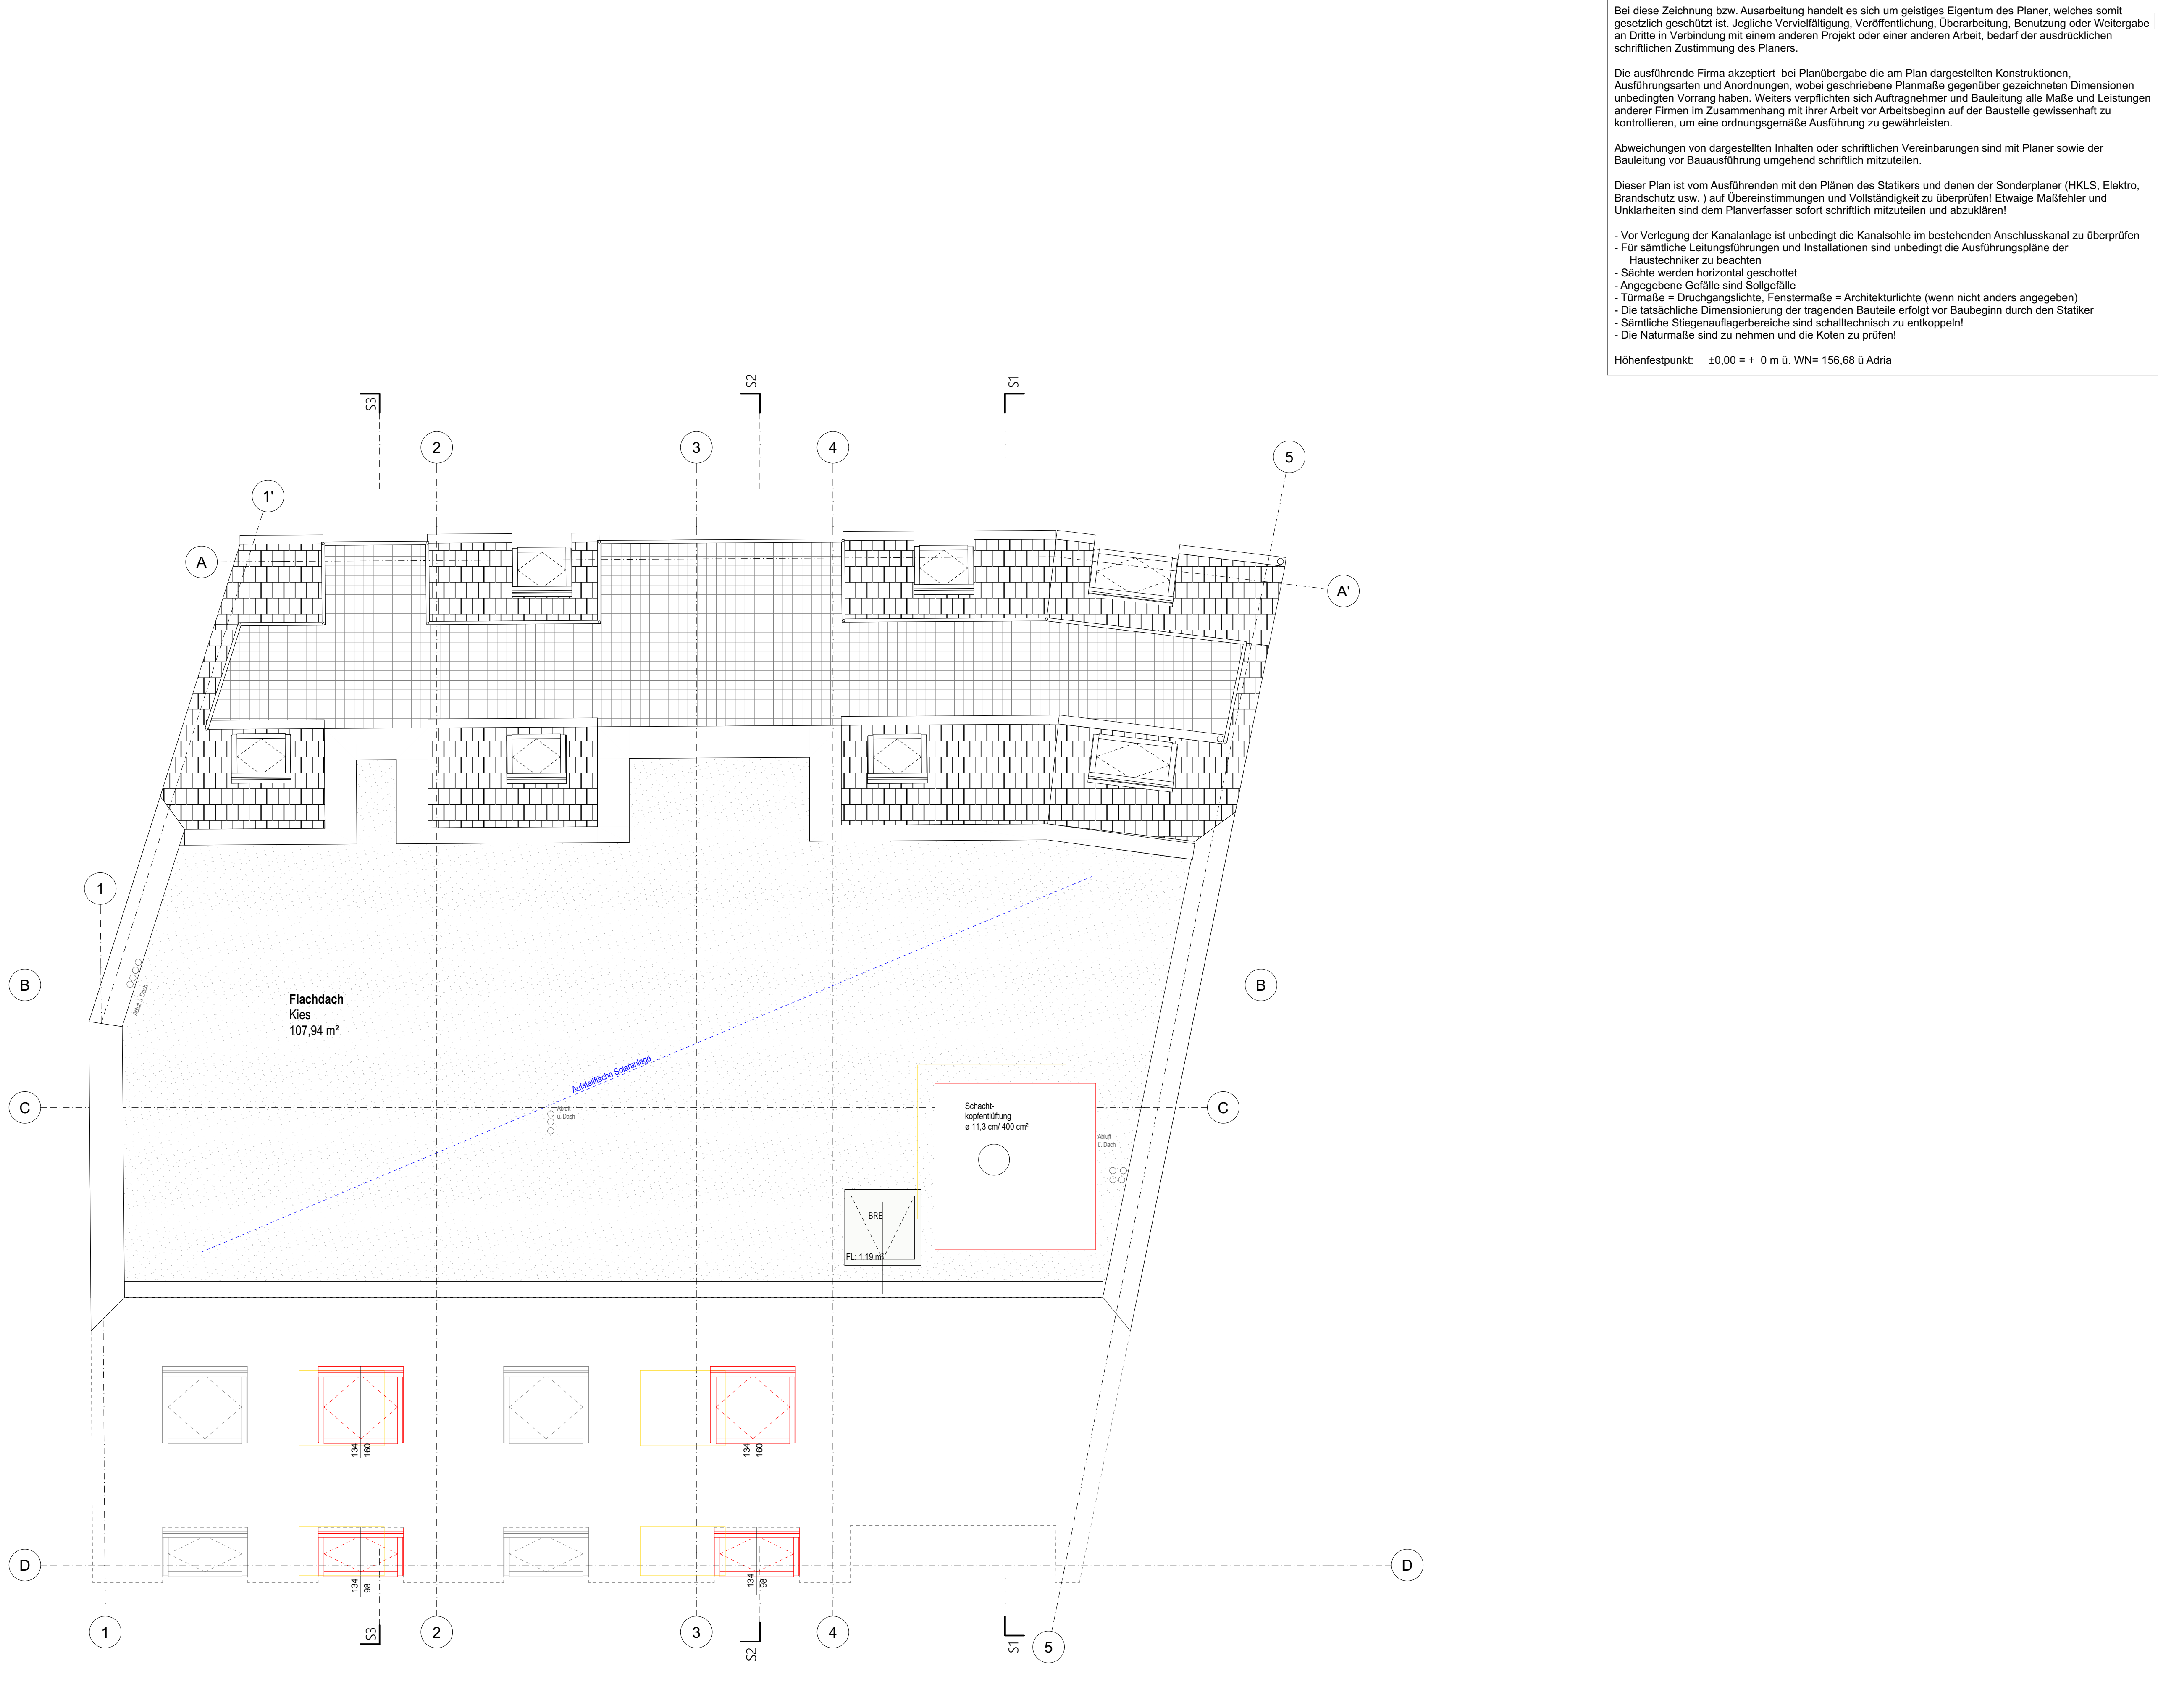 Bei diese Zeichnung bzw. Ausarbeitung handelt es sich um geistiges Eigentum des Planer, welches somit
gesetzlich geschützt ist. Jegliche Vervielfältigung, Veröffentlichung, Überarbeitung, Benutzung oder Weitergabe
an Dritte in Verbindung mit einem anderen Projekt oder einer anderen Arbeit, bedarf der ausdrücklichen
schriftlichen Zustimmung des Planers.
Die ausführende Firma akzeptiert bei Planübergabe die am Plan dargestellten Konstruktionen,
Ausführungsarten und Anordnungen, wobei geschriebene Planmaße gegenüber gezeichneten Dimensionen
unbedingten Vorrang haben. Weiters verpflichten sich Auftragnehmer und Bauleitung alle Maße und Leistungen
anderer Firmen im Zusammenhang mit ihrer Arbeit vor Arbeitsbeginn auf der Baustelle gewissenhaft zu
kontrollieren, um eine ordnungsgemäße Ausführung zu gewährleisten.
Abweichungen von dargestellten Inhalten oder schriftlichen Vereinbarungen sind mit Planer sowie der
Bauleitung vor Bauausführung umgehend schriftlich mitzuteilen.
Dieser Plan ist vom Ausführenden mit den Plänen des Statikers und denen der Sonderplaner (HKLS, Elektro,
Brandschutz usw. ) auf Übereinstimmungen und Vollständigkeit zu überprüfen! Etwaige Maßfehler und
Unklarheiten sind dem Planverfasser sofort schriftlich mitzuteilen und abzuklären!
- Vor Verlegung der Kanalanlage ist unbedingt die Kanalsohle im bestehenden Anschlusskanal zu überprüfen
- Für sämtliche Leitungsführungen und Installationen sind unbedingt die Ausführungspläne der
Haustechniker zu beachten
- Sächte werden horizontal geschottet
- Angegebene Gefälle sind Sollgefälle
- Türmaße = Druchgangslichte, Fenstermaße = Architekturlichte (wenn nicht anders angegeben)
- Die tatsächliche Dimensionierung der tragenden Bauteile erfolgt vor Baubeginn durch den Statiker
- Sämtliche Stiegenauflagerbereiche sind schalltechnisch zu entkoppeln!
- Die Naturmaße sind zu nehmen und die Koten zu prüfen!
Höhenfestpunkt: ±0,00 = + 0 m ü. WN= 156,68 ü Adria
S3
S2
S1
2
3
4
5
1'
A
A'
1
B
B
Abluft ü. Dach
Flachdach
Kies
107,94 m²
Aufstellfläche Solaranlage
C
C
Abluft
ü. Dach
Schacht-
kopfentlüftung
ø 11,3 cm/ 400 cm²
Abluft
ü. Dach
BRE
FL: 1,19 m²
134
160
134
160
D
D
134
98
134
98
1
S3
2
3
S2
4
S1
5